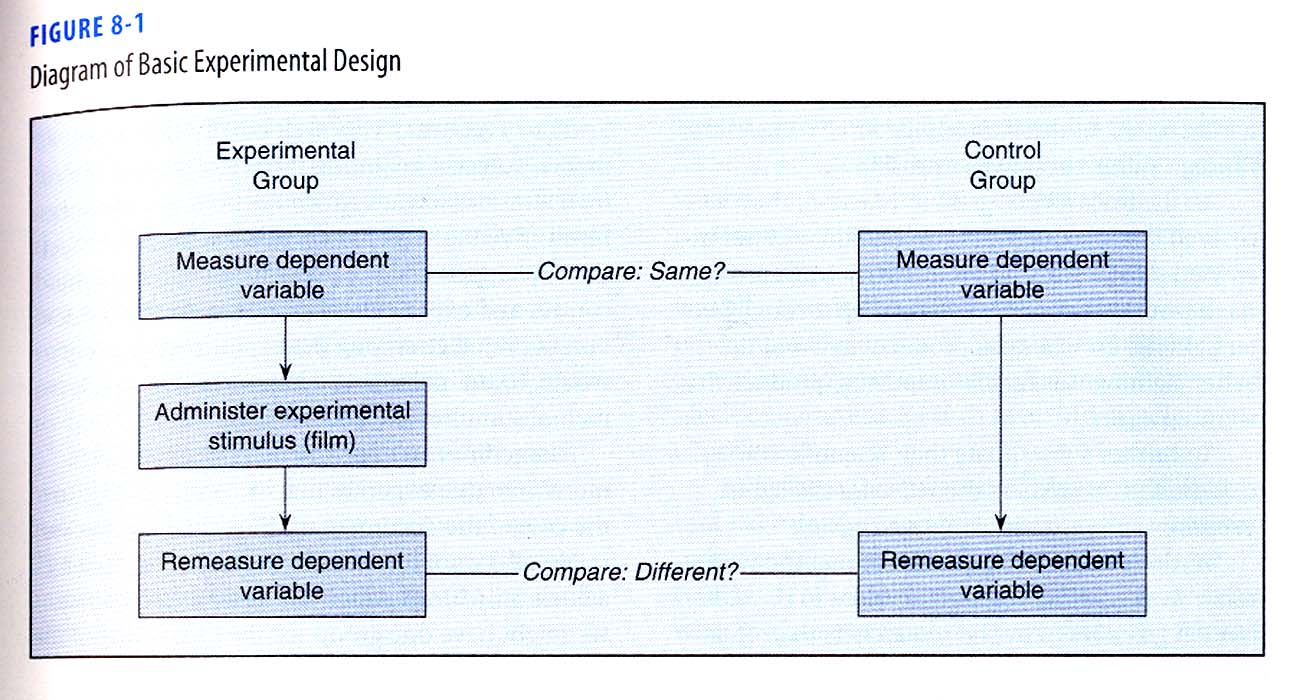 FIGURE 8-1
Diagram of Basic Experimental Design
Experimental
Group
Control
Group
Measure dependent
variable
Compare: Same?
Measure dependent
variable
Administer experimental
stimulus (film)
Remeasure dependent
variable
Compare: Different?
Remeasure dependent
variable